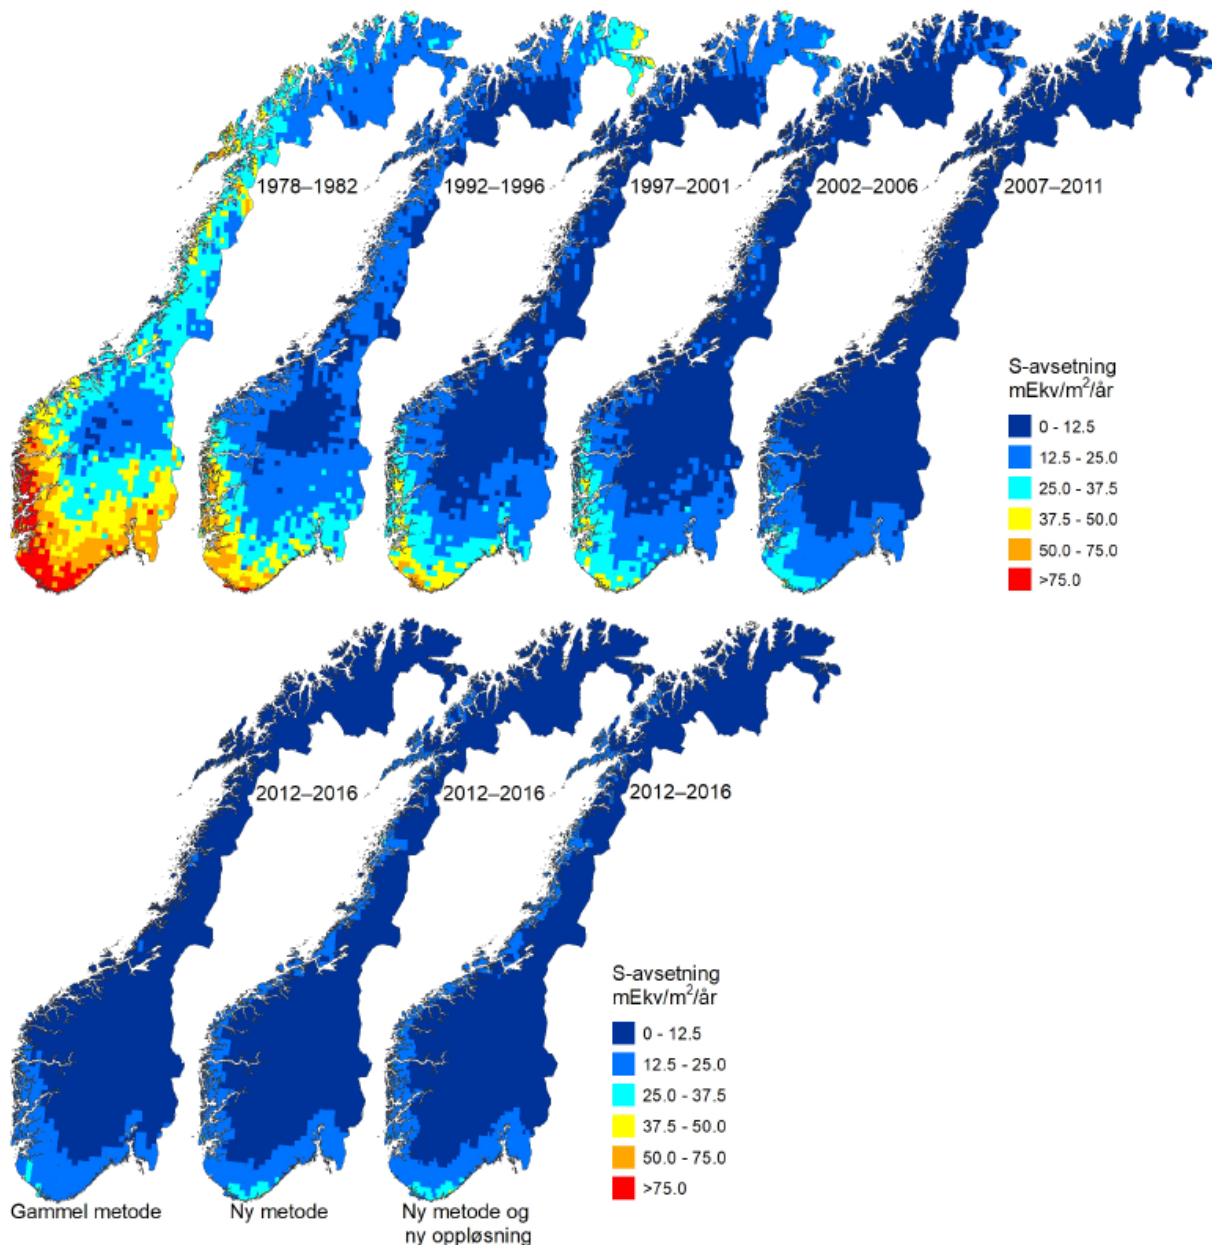 1978–1982
1992–1996
1997–2001
2002–2006
2007–2011
S-avsetning
mEkv/m²/år
0 - 12.5
12.5 - 25.0
25.0 - 37.5
37.5 - 50.0
50.0 - 75.0
>75.0
2012–2016
2012–2016
2012–2016
S-avsetning
mEkv/m²/år
0 - 12.5
12.5 - 25.0
25.0 - 37.5
37.5 - 50.0
50.0 - 75.0
>75.0
Gammel metode
Ny metode
Ny metode og
ny oppløsning